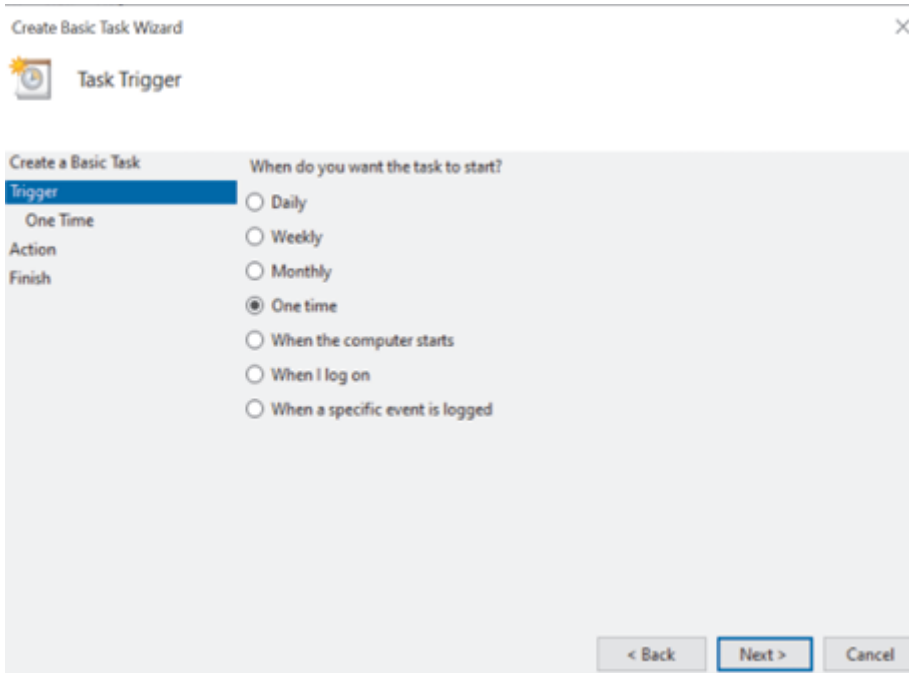 Create Basic Task Wizard
Task Trigger
Create a Basic Task
Trigger
One Time
Action
Finish
When do you want the task to start?
Daily
Weekly
Monthly
One time
When the computer starts
When I log on
When a specific event is logged
< Back
Next >
Cancel